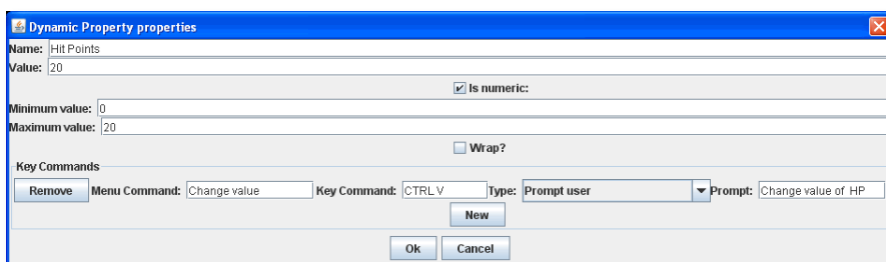 Dynamic Property properties
Name: Hit Points
Value: 20
Is numeric:
Minimum value: 0
Maximum value: 20
Wrap?
Key Commands
Remove Menu Command: Change value Key Command: CTRL V Type: Prompt user Prompt: Change value of HP
New
Ok Cancel